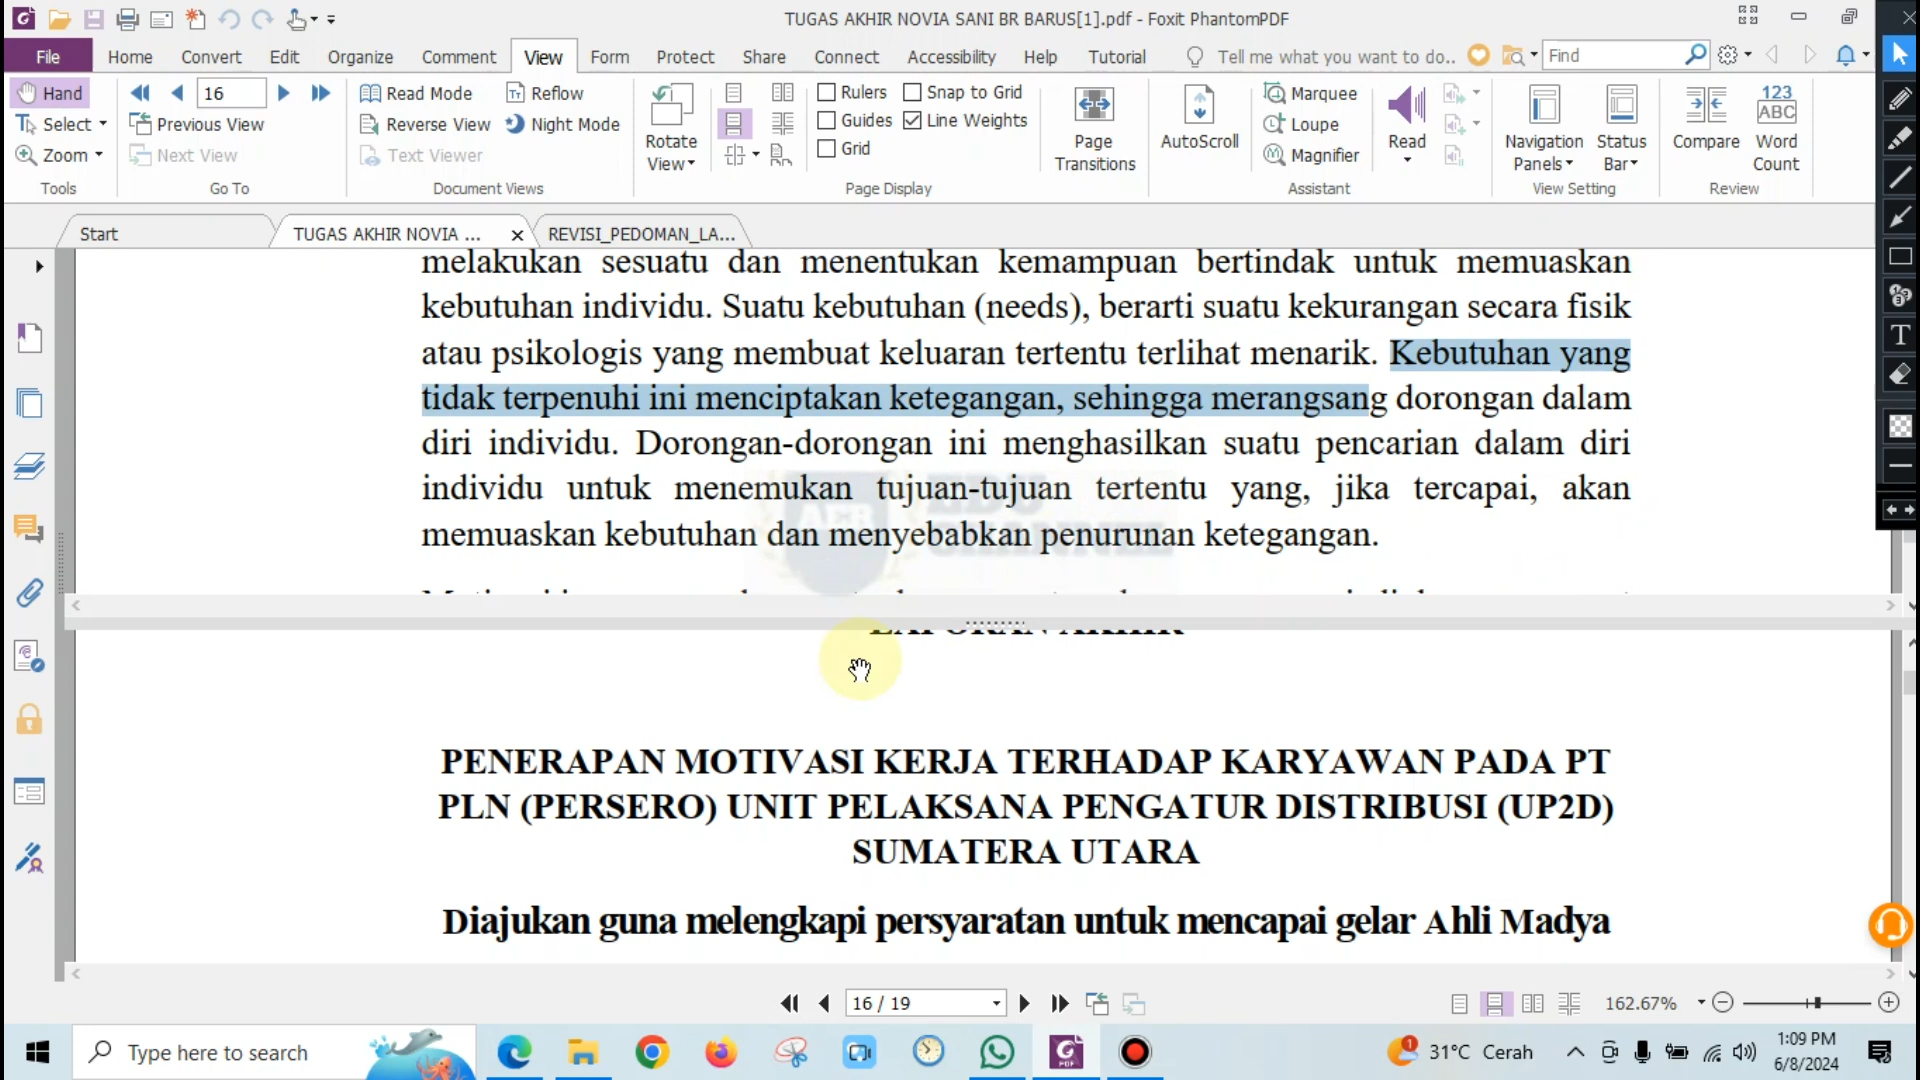 TUGAS AKHIR NOVIA SANI BR BARUS[1].pdf - Foxit PhantomPDF
File Home Convert Edit Organize Comment View Form Protect Share Connect Accessibility Help Tutorial Tell me what you want to do.. Find
Hand
Select
Zoom
Tools
16
Previous View
Next View
Go To
Read Mode
Reverse View
Text Viewer
Reflow
Night Mode
Document Views
Rotate
View
Rulers
Guides
Grid
Snap to Grid
Line Weights
Page Display
Page
Transitions
AutoScroll
Marquee
Loupe
Magnifier
Assistant
Read
Navigation
Panels
Status
Bar
View Setting
Compare
123
ABC
Word
Count
Review
Start
TUGAS AKHIR NOVIA ...
REVISI_PEDOMAN_LA...
melakukan sesuatu dan menentukan kemampuan bertindak untuk memuaskan
kebutuhan individu. Suatu kebutuhan (needs), berarti suatu kekurangan secara fisik
atau psikologis yang membuat keluaran tertentu terlihat menarik. Kebutuhan yang
tidak terpenuhi ini menciptakan ketegangan, sehingga merangsang dorongan dalam
diri individu. Dorongan-dorongan ini menghasilkan suatu pencarian dalam diri
individu untuk menemukan tujuan-tujuan tertentu yang, jika tercapai, akan
memuaskan kebutuhan dan menyebabkan penurunan ketegangan.
AEB
EDU
CHANNEL
LAPORAN AKHIR
PENERAPAN MOTIVASI KERJA TERHADAP KARYAWAN PADA PT
PLN (PERSERO) UNIT PELAKSANA PENGATUR DISTRIBUSI (UP2D)
SUMATERA UTARA
Diajukan guna melengkapi persyaratan untuk mencapai gelar Ahli Madya
16 / 19
162.67%
Type here to search
1
31°C Cerah
1:09 PM
6/8/2024